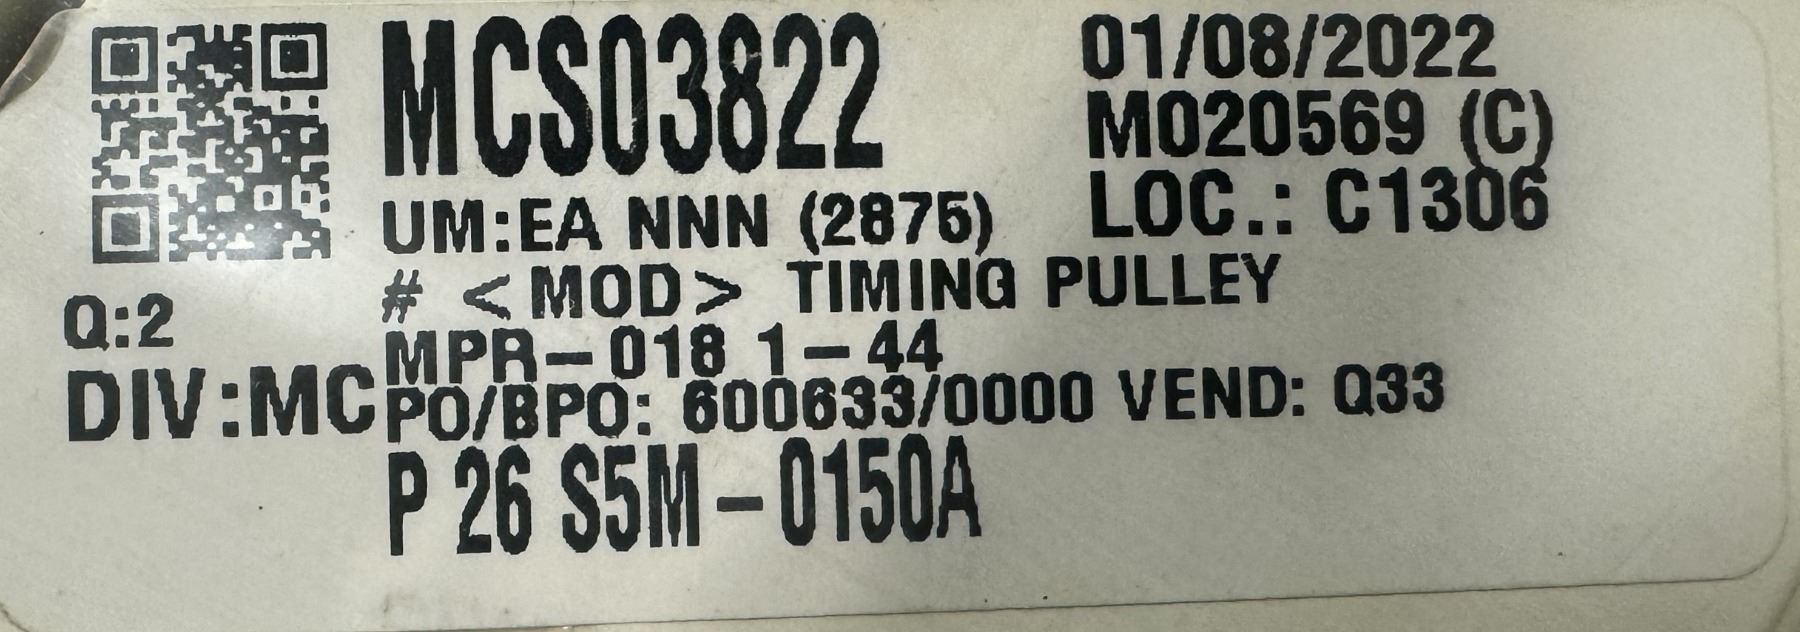 MCS03822
01/08/2022
M020569 (C)
LOC.: C1306
UM:EA NNN (2875)
# <MOD> TIMING PULLEY
Q:2
MPR-018 1-44
DIV:MC
PO/BPO: 600633/0000 VEND: Q33
P 26 S5M-0150A